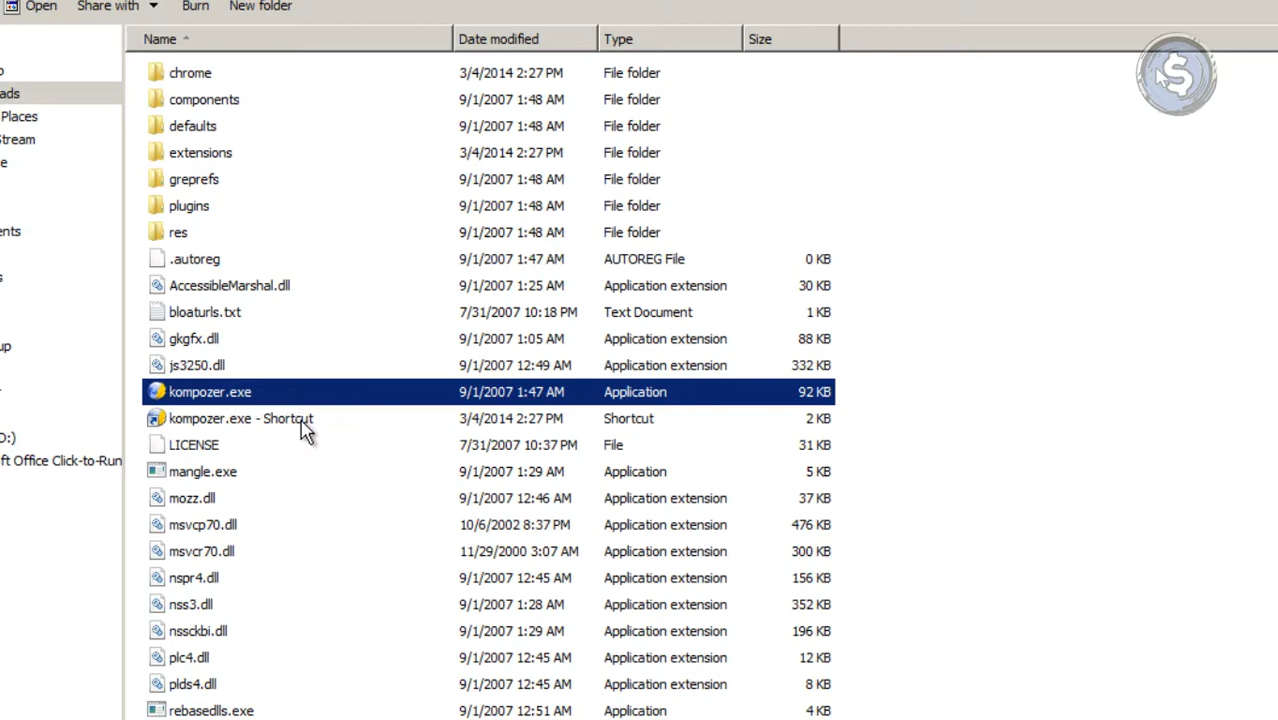 Open Share with Burn New folder
Name Date modified Type Size
chrome 3/4/2014 2:27 PM File folder
ads components 9/1/2007 1:48 AM File folder
Places defaults 9/1/2007 1:48 AM File folder
Stream extensions 3/4/2014 2:27 PM File folder
e greprefs 9/1/2007 1:48 AM File folder
plugins 9/1/2007 1:48 AM File folder
ents res 9/1/2007 1:48 AM File folder
.autoreg 9/1/2007 1:47 AM AUTOREG File 0 KB
s AccessibleMarshal.dll 9/1/2007 1:25 AM Application extension 30 KB
bloaturls.txt 7/31/2007 10:18 PM Text Document 1 KB
up gkgfx.dll 9/1/2007 1:05 AM Application extension 88 KB
js3250.dll 9/1/2007 12:49 AM Application extension 332 KB
kompozer.exe 9/1/2007 1:47 AM Application 92 KB
kompozer.exe - Shortcut 3/4/2014 2:27 PM Shortcut 2 KB
D:) LICENSE 7/31/2007 10:37 PM File 31 KB
ft Office Click-to-Run mangle.exe 9/1/2007 1:29 AM Application 5 KB
mozz.dll 9/1/2007 12:46 AM Application extension 37 KB
msvcp70.dll 10/6/2002 8:37 PM Application extension 476 KB
msvcr70.dll 11/29/2000 3:07 AM Application extension 300 KB
nspr4.dll 9/1/2007 12:45 AM Application extension 156 KB
nss3.dll 9/1/2007 1:28 AM Application extension 352 KB
nssckbi.dll 9/1/2007 1:29 AM Application extension 196 KB
plc4.dll 9/1/2007 12:45 AM Application extension 12 KB
plds4.dll 9/1/2007 12:45 AM Application extension 8 KB
rebasedlls.exe 9/1/2007 12:51 AM Application 4 KB